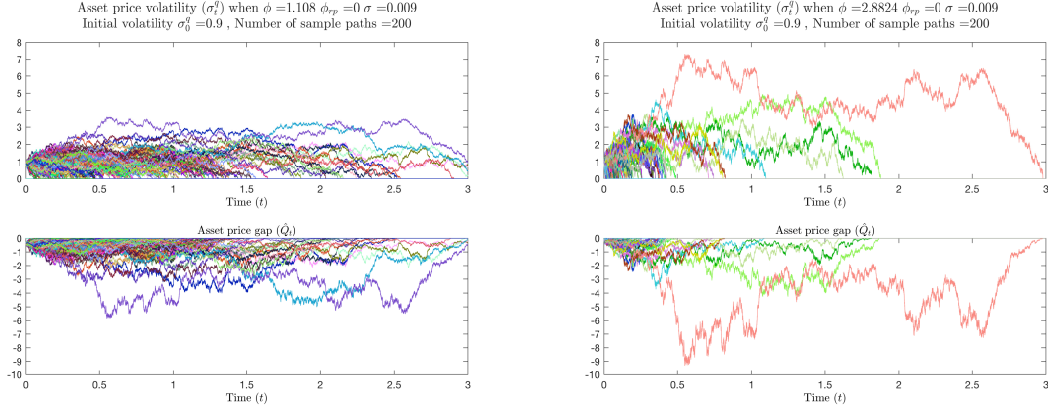 Asset price volatility (σ_t^q) when ϕ =1.108 ϕ_rp =0 σ =0.009
Initial volatility σ_0^q =0.9 , Number of sample paths =200
8
7
6
5
4
3
2
1
0
0 0.5 1 1.5 2 2.5 3
Time (t)
Asset price gap (Q̂_t)
0
-1
-2
-3
-4
-5
-6
-7
-8
-9
-10
0 0.5 1 1.5 2 2.5 3
Time (t)
Asset price volatility (σ_t^q) when ϕ =2.8824 ϕ_rp =0 σ =0.009
Initial volatility σ_0^q =0.9 , Number of sample paths =200
8
7
6
5
4
3
2
1
0
0 0.5 1 1.5 2 2.5 3
Time (t)
Asset price gap (Q̂_t)
0
-1
-2
-3
-4
-5
-6
-7
-8
-9
-10
0 0.5 1 1.5 2 2.5 3
Time (t)